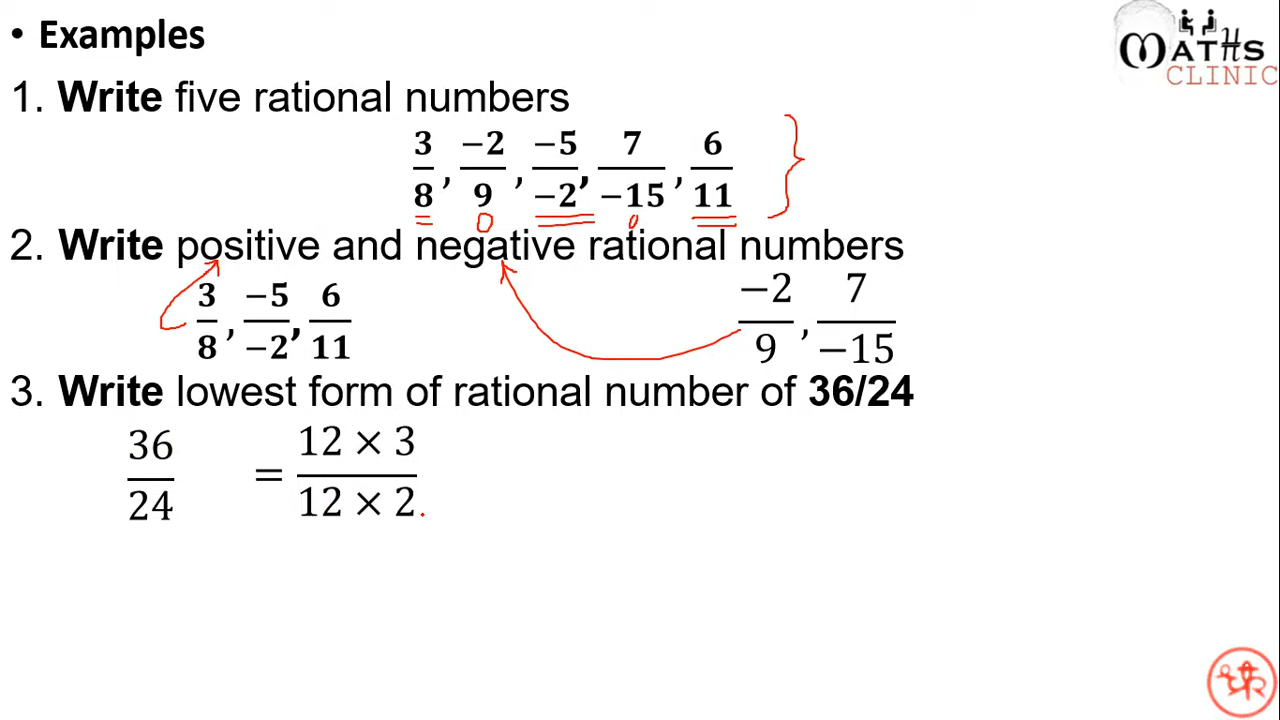 • Examples
MATHS
CLINIC
1. Write five rational numbers
3/8, −2/9, −5/−2, 7/−15, 6/11
2. Write positive and negative rational numbers
3/8, −5/−2, 6/11 −2/9, 7/−15
3. Write lowest form of rational number of 36/24
36/24 = 12 × 3/12 × 2